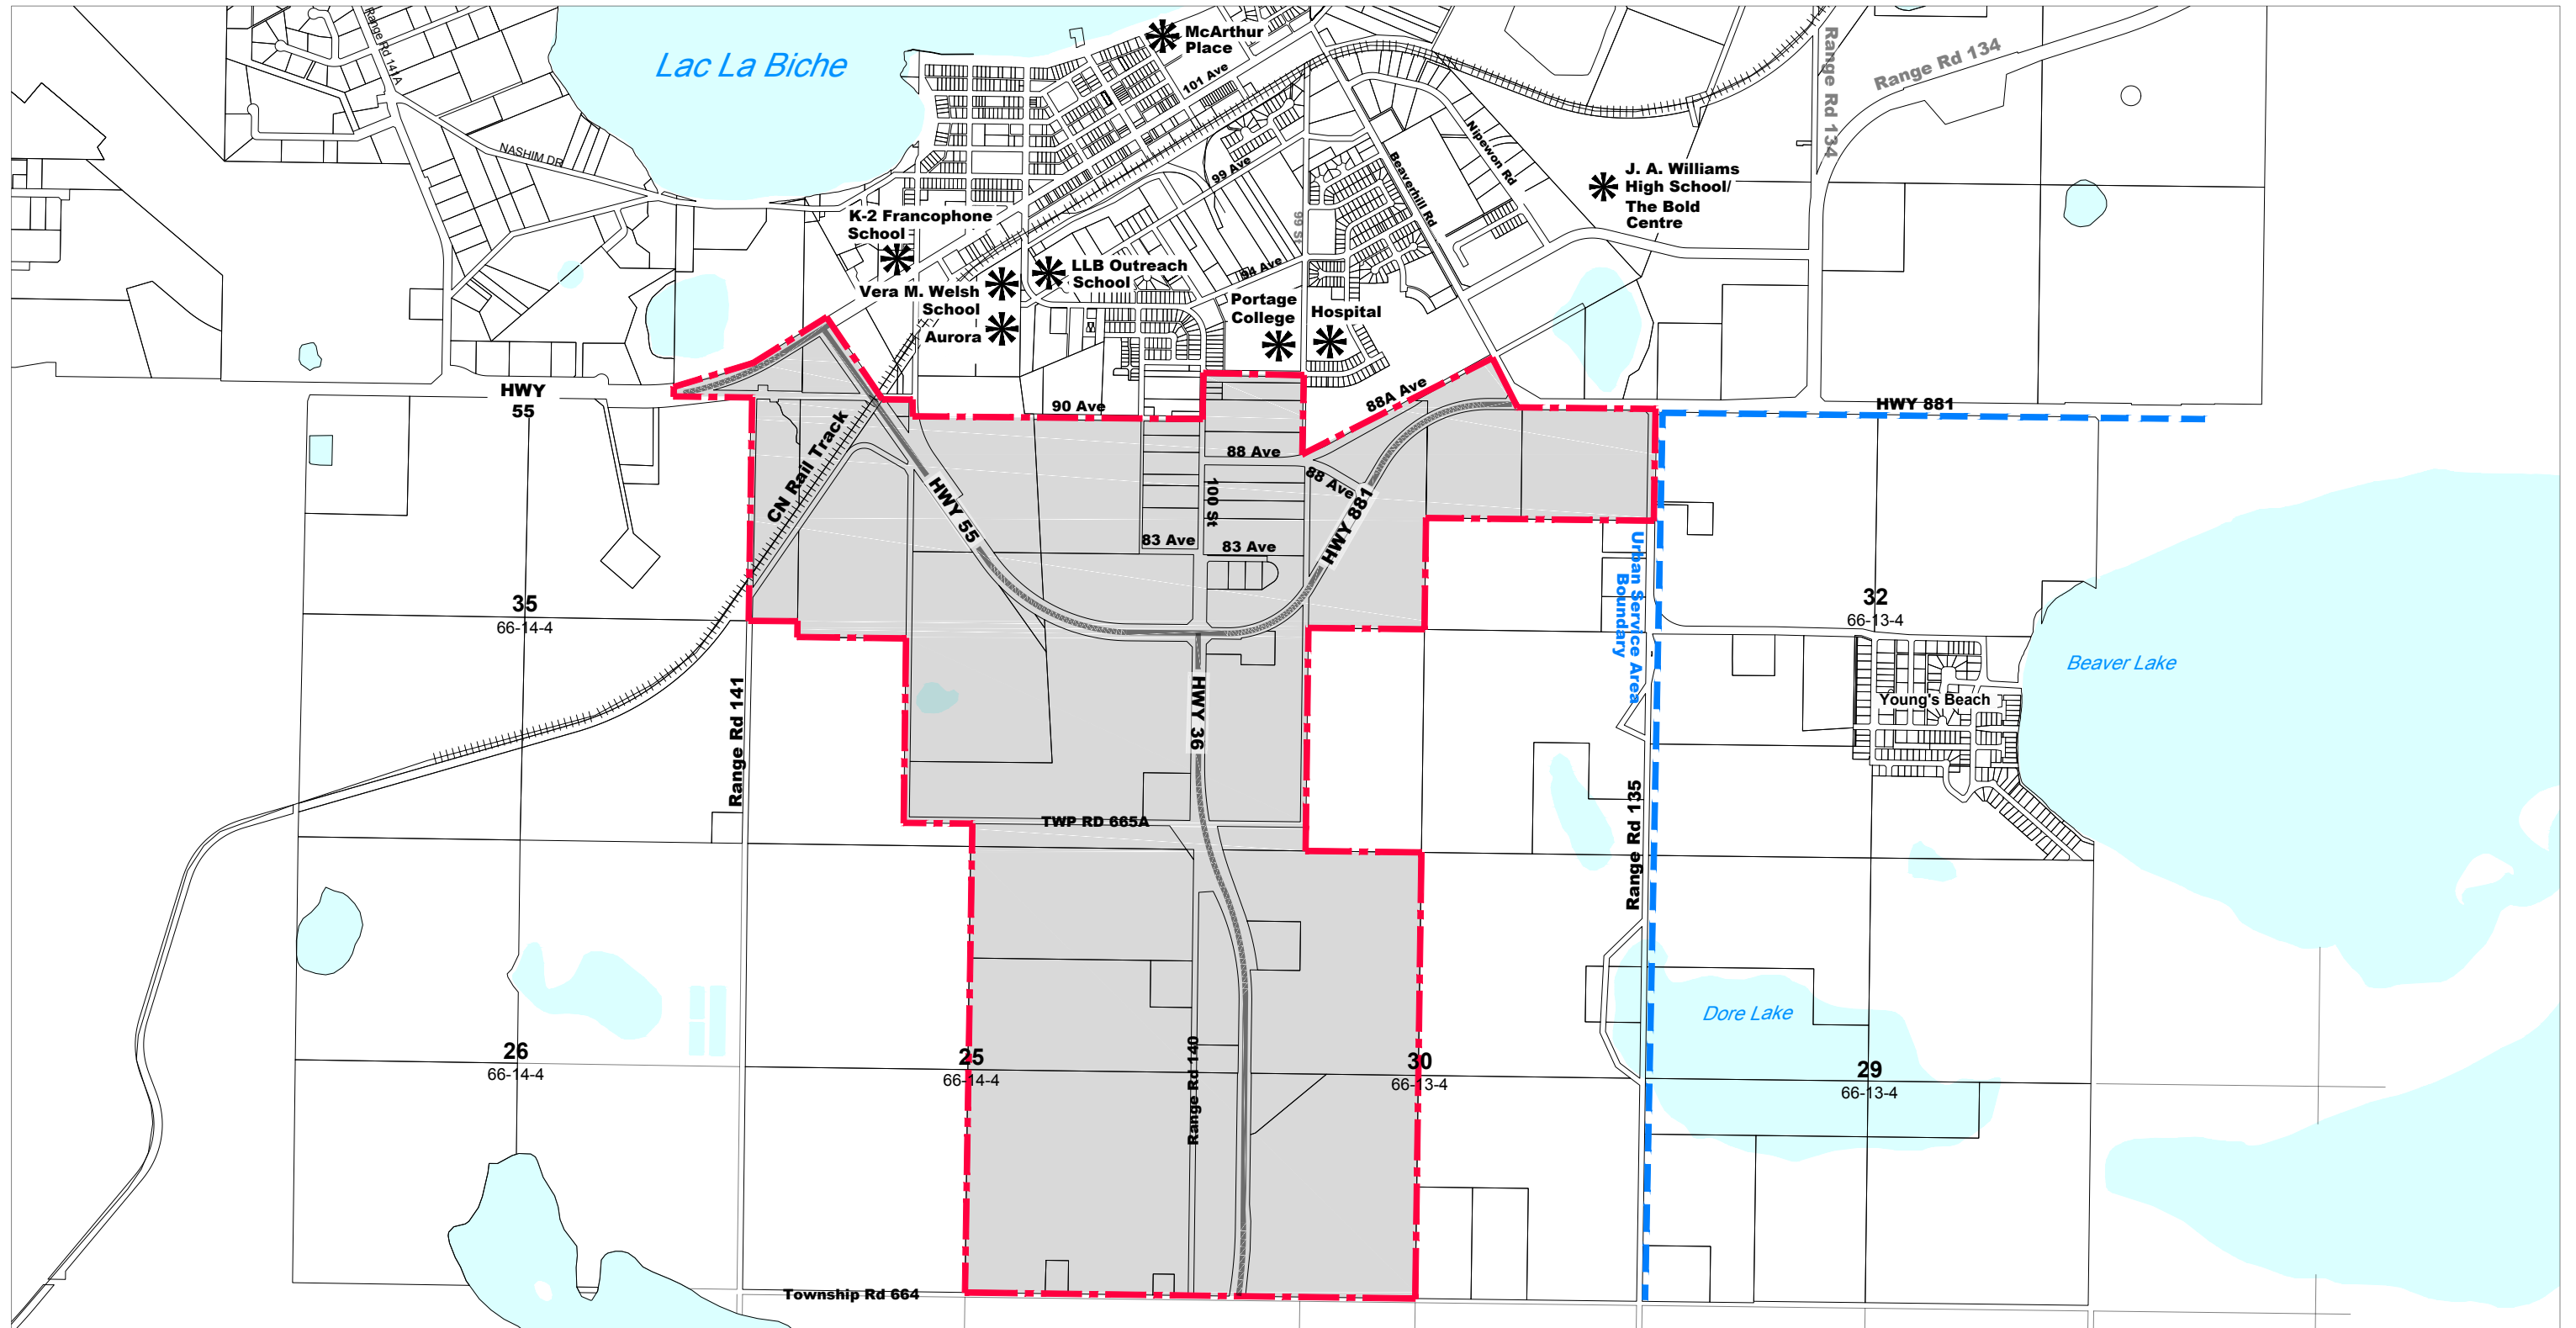 McArthur
Place
Range Rd 141A
Lac La Biche
101 Ave
Range Rd 134
Range Rd 134
NASHIM DR
99 Ave
Nipewon Rd
Beaverhill Rd
J. A. Williams
High School/
The Bold
Centre
K-2 Francophone
School
99 St
94 Ave
LLB Outreach
School
Vera M. Welsh
School
Aurora
Portage
College
Hospital
HWY
55
90 Ave
88A Ave
HWY 881
CN Rail Track
88 Ave
88 Ave
HWY 55
100 St
HWY 881
83 Ave
83 Ave
Urban Service Area
Boundary
35
66-14-4
32
66-13-4
Beaver Lake
Young's Beach
Range Rd 141
HWY 36
TWP RD 665A
Range Rd 135
Dore Lake
26
66-14-4
25
66-14-4
Range Rd 140
30
66-13-4
29
66-13-4
Township Rd 664